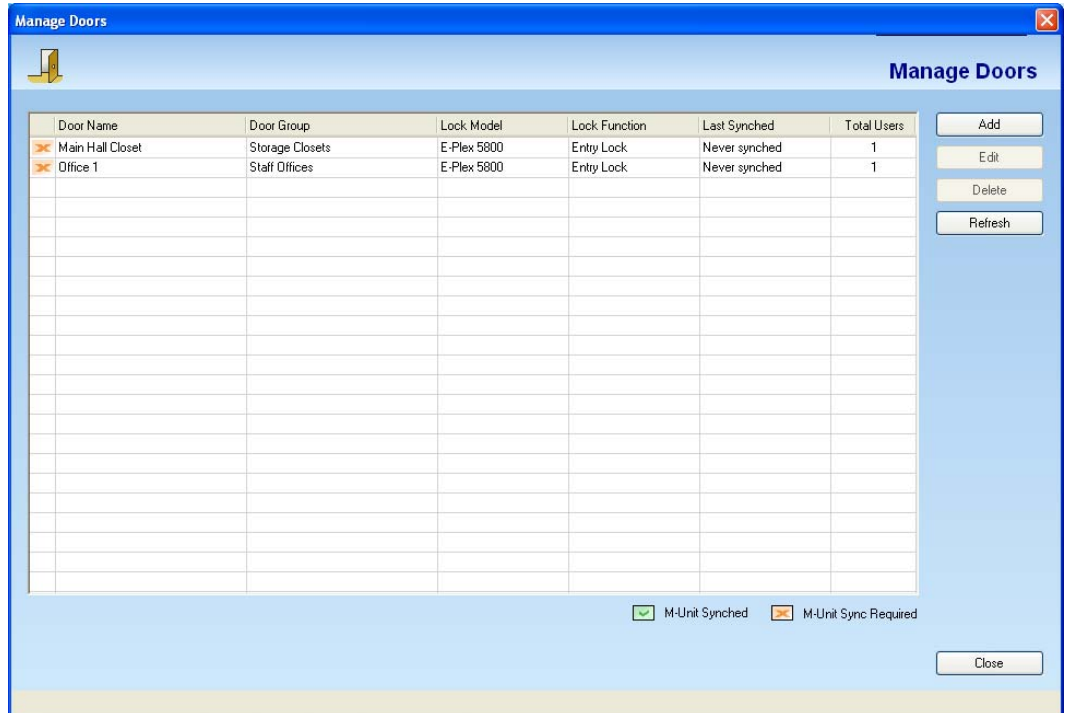 Manage Doors
Manage Doors
Door Name Door Group Lock Model Lock Function Last Synched Total Users Add
Main Hall Closet Storage Closets E-Plex 5800 Entry Lock Never synched 1
Edit
Office 1 Staff Offices E-Plex 5800 Entry Lock Never synched 1
Delete
Refresh
M-Unit Synched M-Unit Sync Required
Close